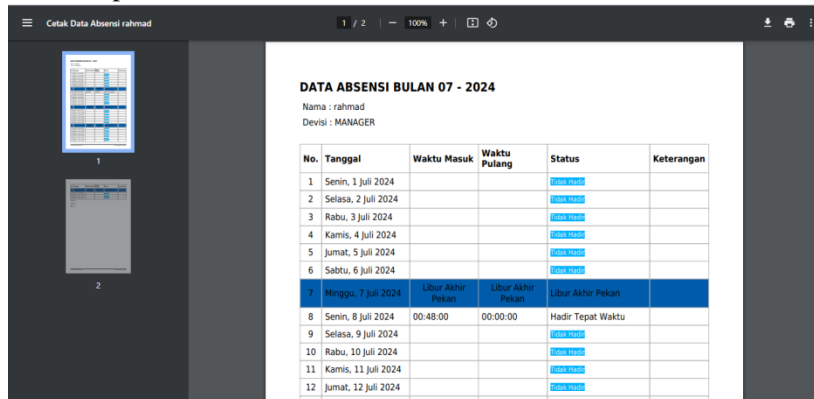 Cetak Data Absensi rahmad
1 / 2 | − 100% +
1
2
DATA ABSENSI BULAN 07 - 2024
Nama : rahmad
Devisi : MANAGER
No. Tanggal Waktu Masuk Waktu Pulang Status Keterangan
1 Senin, 1 Juli 2024 Tidak Hadir
2 Selasa, 2 Juli 2024 Tidak Hadir
3 Rabu, 3 Juli 2024 Tidak Hadir
4 Kamis, 4 Juli 2024 Tidak Hadir
5 Jumat, 5 Juli 2024 Tidak Hadir
6 Sabtu, 6 Juli 2024 Tidak Hadir
7 Minggu, 7 Juli 2024 Libur Akhir Pekan Libur Akhir Pekan Libur Akhir Pekan
8 Senin, 8 Juli 2024 00:48:00 00:00:00 Hadir Tepat Waktu
9 Selasa, 9 Juli 2024 Tidak Hadir
10 Rabu, 10 Juli 2024 Tidak Hadir
11 Kamis, 11 Juli 2024 Tidak Hadir
12 Jumat, 12 Juli 2024 Tidak Hadir